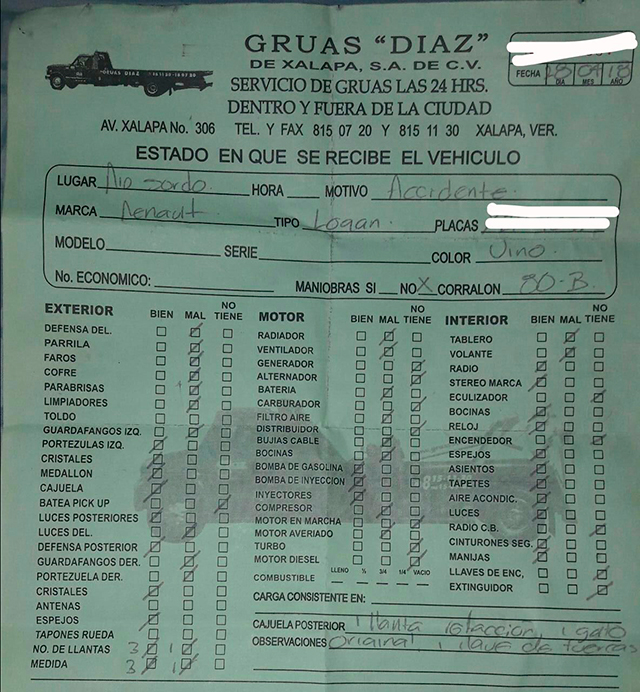 GRUAS "DIAZ"
DE XALAPA, S.A. DE C.V.
SERVICIO DE GRUAS LAS 24 HRS.
DENTRO Y FUERA DE LA CIUDAD
FECHA 28 04 18
DIA MES AÑO
GRUAS DIAZ
AV. XALAPA No. 306 TEL. Y FAX 815 07 20 Y 815 11 30 XALAPA, VER.
ESTADO EN QUE SE RECIBE EL VEHICULO
LUGAR Rio sordo. HORA MOTIVO Accidente.
MARCA Renault. TIPO Logan. PLACAS
MODELO SERIE COLOR Vino.
No. ECONOMICO: MANIOBRAS SI NO X CORRALON 80-B.
EXTERIOR BIEN MAL NO TIENE
DEFENSA DEL.
PARRILA
FAROS
COFRE
PARABRISAS
LIMPIADORES
TOLDO
GUARDAFANGOS IZQ.
PORTEZULAS IZQ.
CRISTALES
MEDALLON
CAJUELA
BATEA PICK UP
LUCES POSTERIORES
LUCES DEL.
DEFENSA POSTERIOR
GUARDAFANGOS DER.
PORTEZUELA DER.
CRISTALES
ANTENAS
ESPEJOS
TAPONES RUEDA
NO. DE LLANTAS 3 1
MEDIDA 3 1
MOTOR BIEN MAL NO TIENE
RADIADOR
VENTILADOR
GENERADOR
ALTERNADOR
BATERIA
CARBURADOR
FILTRO AIRE
DISTRIBUIDOR
BUJIAS CABLE
BOCINAS
BOMBA DE GASOLINA
BOMBA DE INYECCION
INYECTORES
COMPRESOR
MOTOR EN MARCHA
MOTOR AVERIADO
TURBO
MOTOR DIESEL
COMBUSTIBLE LLENO ½ 3/4 1/4 VACIO
INTERIOR BIEN MAL NO TIENE
TABLERO
VOLANTE
RADIO
STEREO MARCA
ECULIZADOR
BOCINAS
RELOJ
ENCENDEDOR
ESPEJOS
ASIENTOS
TAPETES
AIRE ACONDIC.
LUCES
RADIO C.B.
CINTURONES SEG.
MANIJAS
LLAVES DE ENC,
EXTINGUIDOR
CARGA CONSISTENTE EN:
CAJUELA POSTERIOR 1 llanta refaccion, 1 gato
OBSERVACIONES Original 1 llave de tuercas